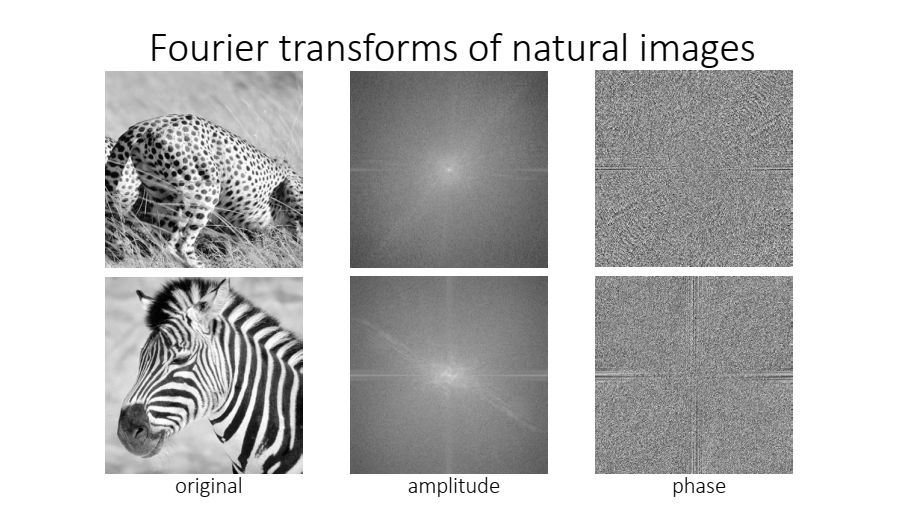 Fourier transforms of natural images
original
amplitude
phase